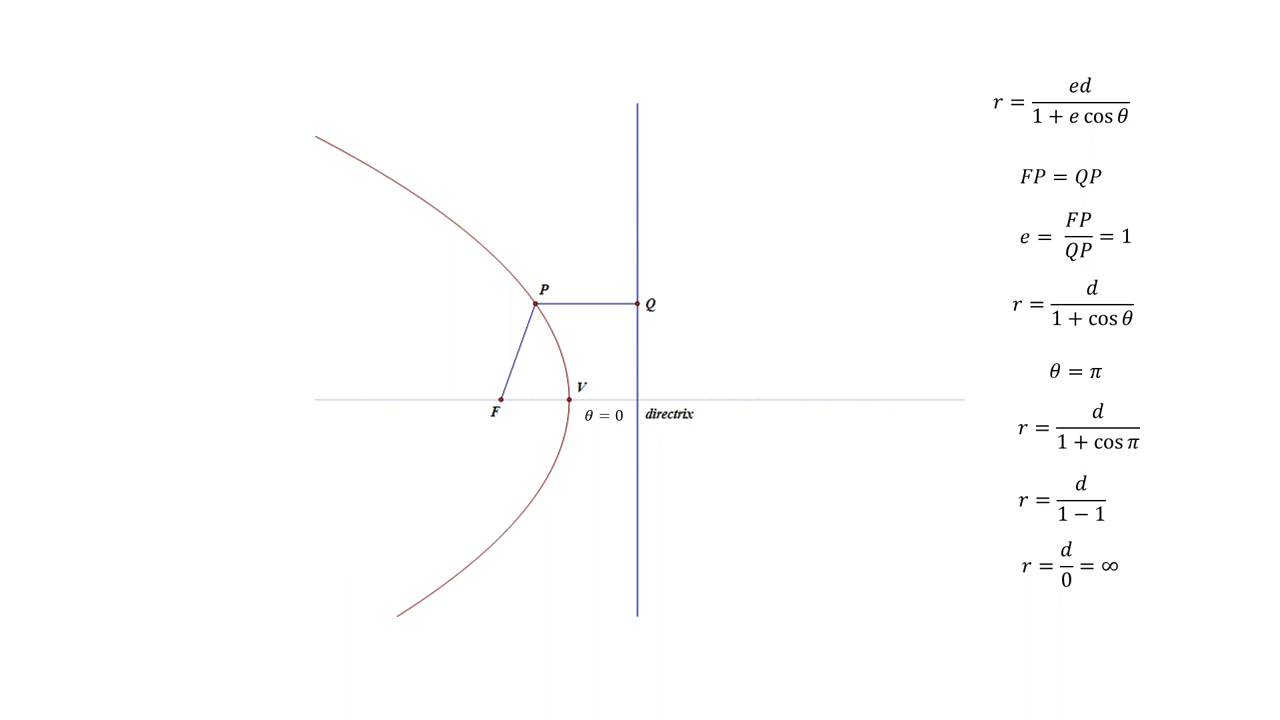 r = ed / (1 + e cos θ)
FP = QP
e = FP / QP = 1
r = d / (1 + cos θ)
θ = π
r = d / (1 + cos π)
r = d / (1 − 1)
r = d / 0 = ∞
P
Q
V
F
θ = 0
directrix